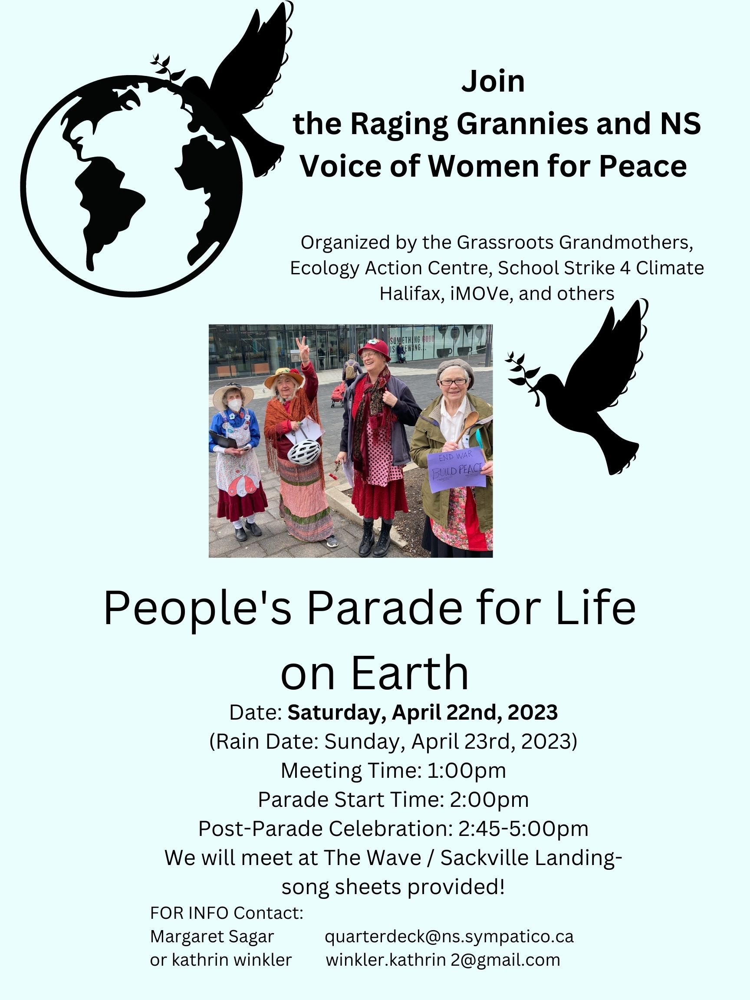 Join
the Raging Grannies and NS
Voice of Women for Peace
Organized by the Grassroots Grandmothers,
Ecology Action Centre, School Strike 4 Climate
Halifax, iMOVe, and others
SOMETHING GOOD
IS BREWING...
END WAR
BUILD PEACE
People's Parade for Life
on Earth
Date: Saturday, April 22nd, 2023
(Rain Date: Sunday, April 23rd, 2023)
Meeting Time: 1:00pm
Parade Start Time: 2:00pm
Post-Parade Celebration: 2:45-5:00pm
We will meet at The Wave / Sackville Landing-
song sheets provided!
FOR INFO Contact:
Margaret Sagar quarterdeck@ns.sympatico.ca
or kathrin winkler winkler.kathrin 2@gmail.com